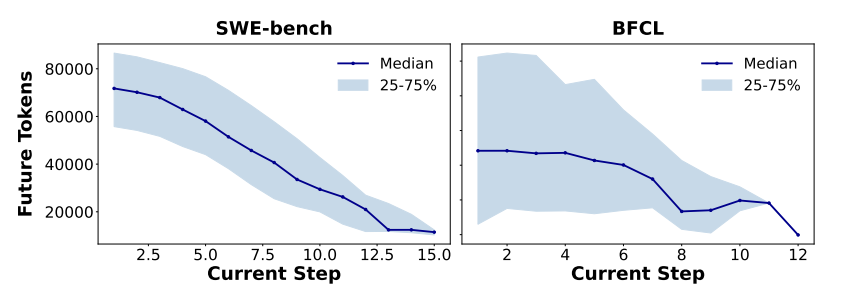 SWE-bench
BFCL
Future Tokens
80000
60000
40000
20000
Median
25-75%
Median
25-75%
2.5 5.0 7.5 10.0 12.5 15.0
2 4 6 8 10 12
Current Step
Current Step